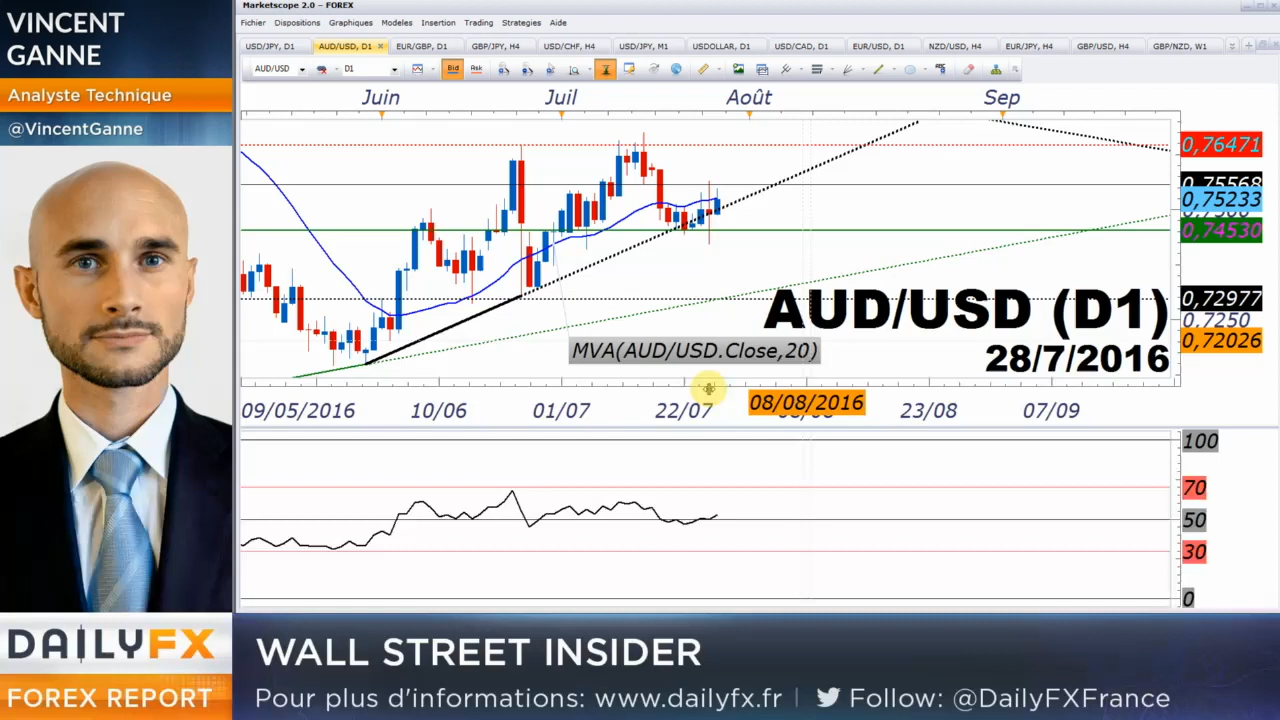 VINCENT
GANNE
Analyste Technique
@VincentGanne
Marketscope 2.0 – FOREX
Fichier Dispositions Graphiques Modeles Insertion Trading Strategies Aide
USD/JPY, D1 AUD/USD, D1 EUR/GBP, D1 GBP/JPY, H4 USD/CHF, H4 USD/JPY, M1 USDOLLAR, D1 USD/CAD, D1 EUR/USD, D1 NZD/USD, H4 EUR/JPY, H4 GBP/USD, H4 GBP/NZD, W1
AUD/USD D1 Bid Ask
Juin Juil Août Sep
0,76471
0,75568
0,75233
0,74530
0,72977
0,7250
0,72026
AUD/USD (D1)
28/7/2016
MVA(AUD/USD.Close,20)
09/05/2016 10/06 01/07 22/07 08/08/2016 23/08 07/09
100
70
50
30
0
DAILYFX
FOREX REPORT
WALL STREET INSIDER
Pour plus d'informations: www.dailyfx.fr | Follow: @DailyFXFrance